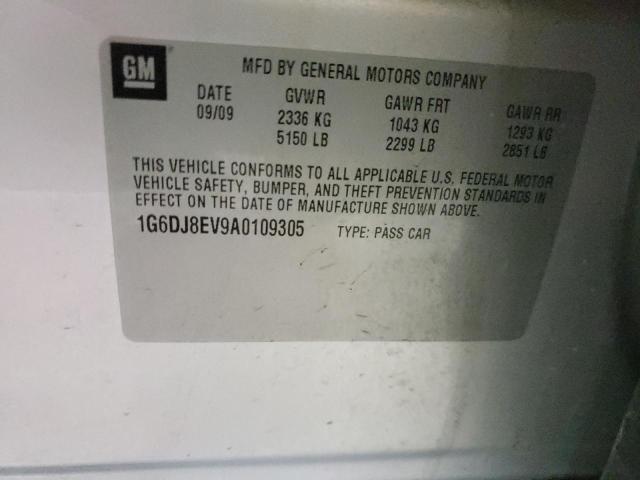 GM
MFD BY GENERAL MOTORS COMPANY
DATE GVWR GAWR FRT GAWR RR
09/09 2336 KG 1043 KG 1293 KG
5150 LB 2299 LB 2851 LB
THIS VEHICLE CONFORMS TO ALL APPLICABLE U.S. FEDERAL MOTOR
VEHICLE SAFETY, BUMPER, AND THEFT PREVENTION STANDARDS IN
EFFECT ON THE DATE OF MANUFACTURE SHOWN ABOVE.
1G6DJ8EV9A0109305 TYPE: PASS CAR